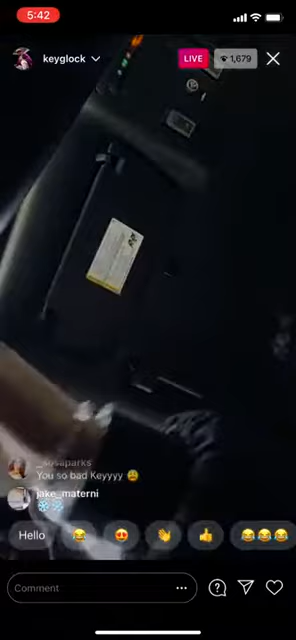 5:42
keyglock
LIVE
1,679
_sosaparks
You so bad Keyyyy 😩
jake_materni
❄️❄️
Hello 😂 😍 👋 👍 😂😂😂
Comment